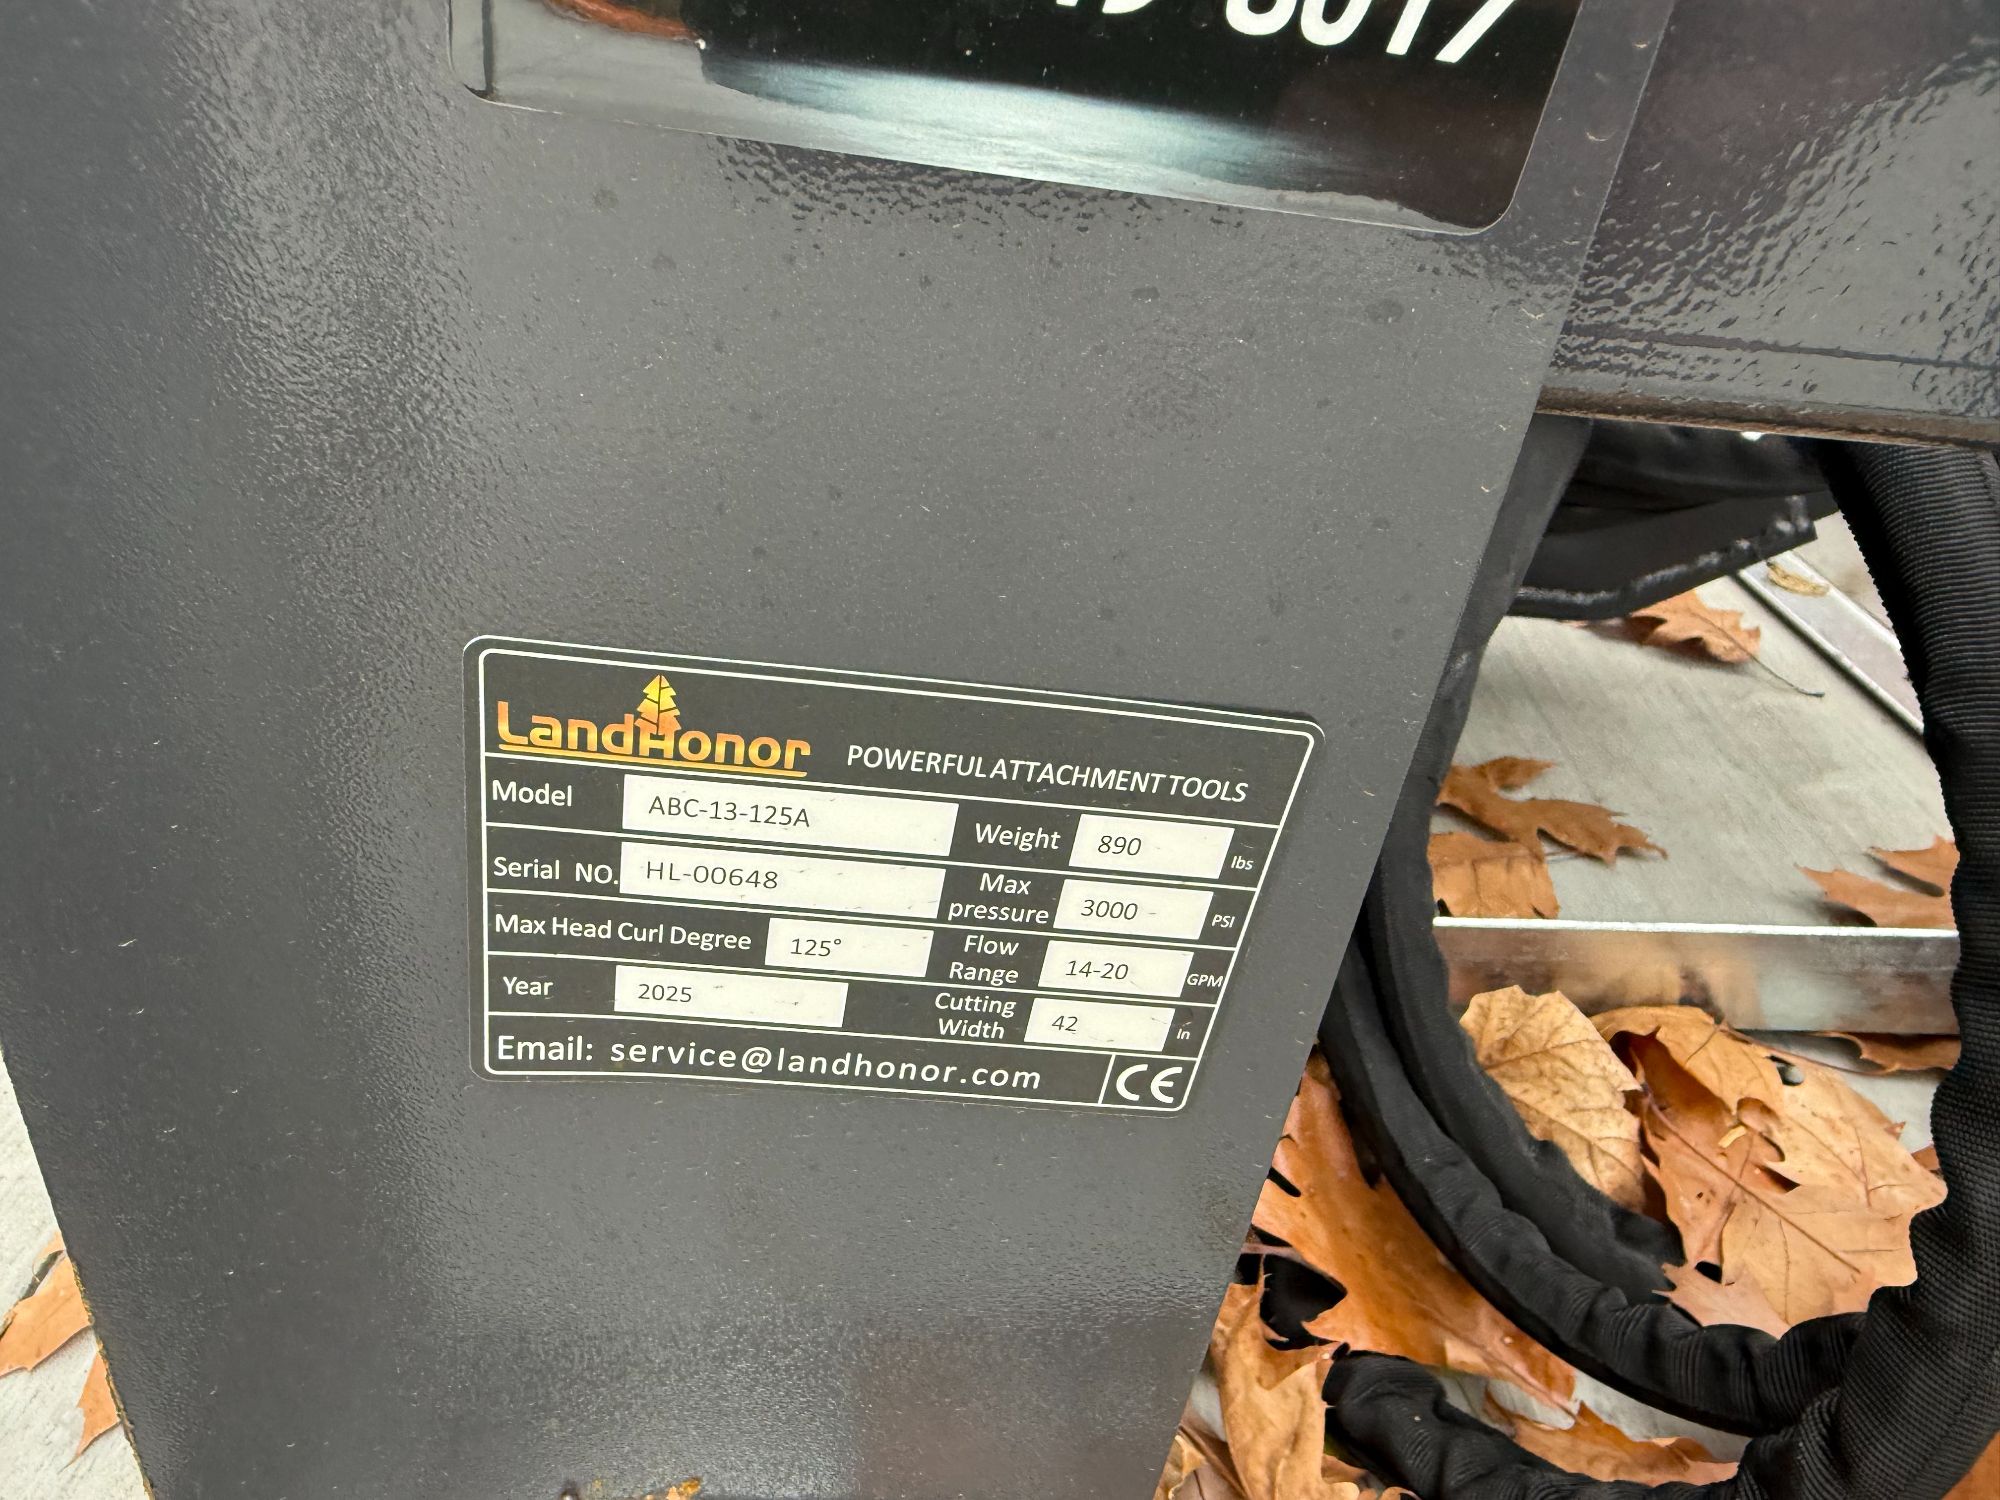 LandHonor POWERFUL ATTACHMENT TOOLS
Model ABC-13-125A Weight 890 lbs
Serial NO. HL-00648 Max pressure 3000 PSI
Max Head Curl Degree 125° Flow Range 14-20 GPM
Year 2025 Cutting Width 42 In
Email: service@landhonor.com CE